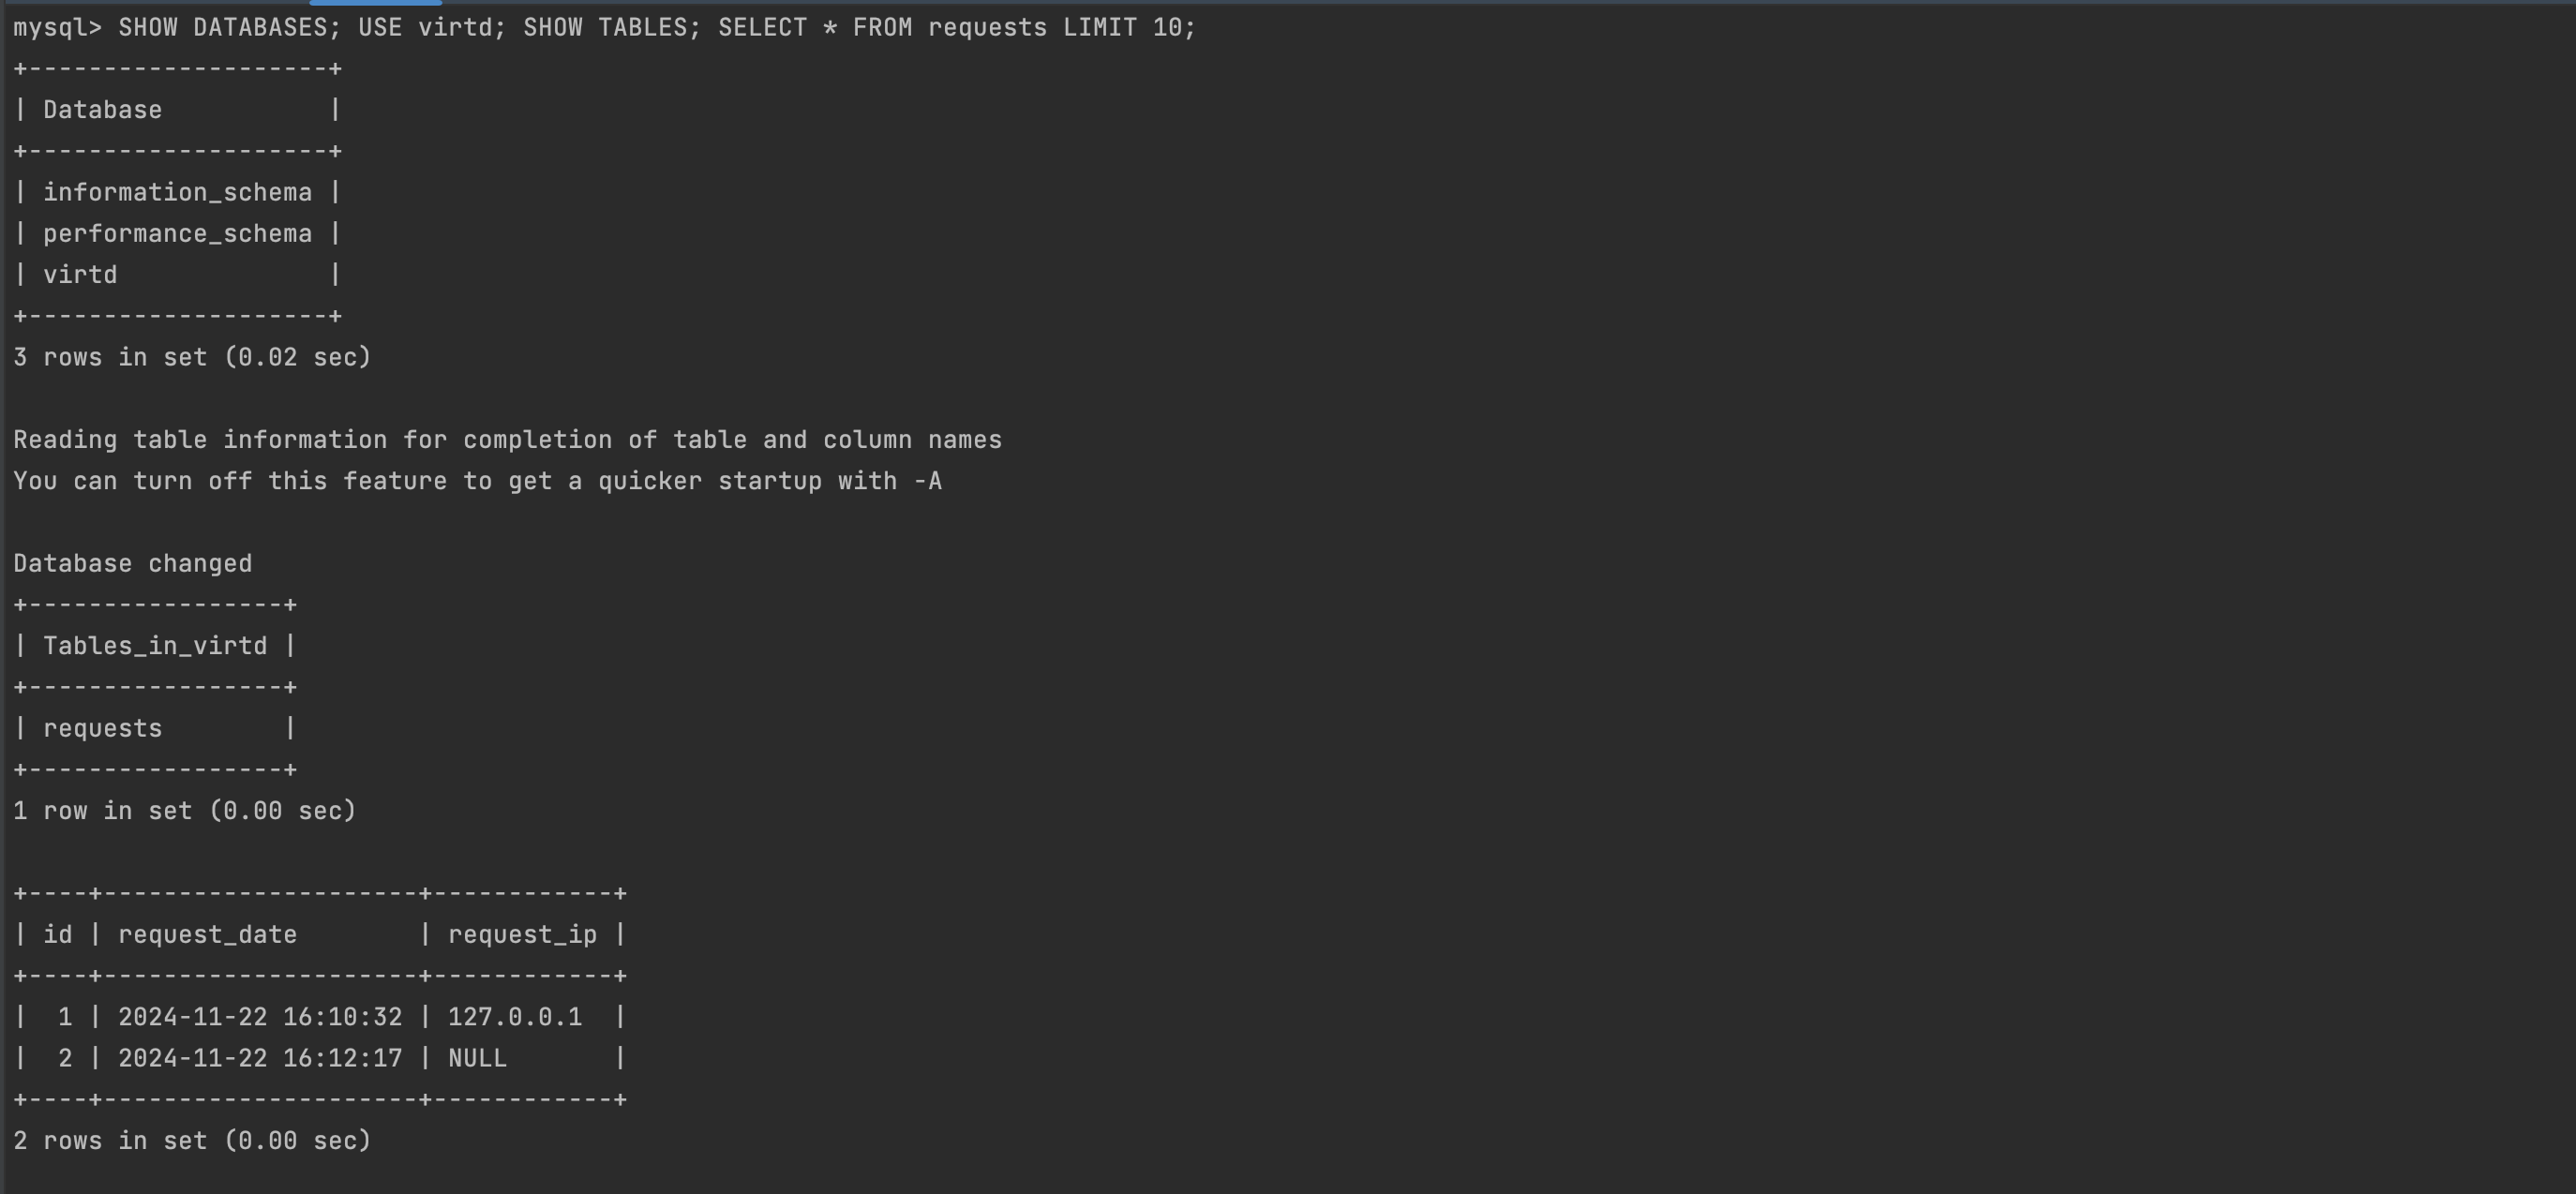 mysql> SHOW DATABASES; USE virtd; SHOW TABLES; SELECT * FROM requests LIMIT 10;
+--------------------+
| Database           |
+--------------------+
| information_schema |
| performance_schema |
| virtd              |
+--------------------+
3 rows in set (0.02 sec)

Reading table information for completion of table and column names
You can turn off this feature to get a quicker startup with -A

Database changed
+-----------------+
| Tables_in_virtd |
+-----------------+
| requests        |
+-----------------+
1 row in set (0.00 sec)

+----+---------------------+------------+
| id | request_date        | request_ip |
+----+---------------------+------------+
|  1 | 2024-11-22 16:10:32 | 127.0.0.1  |
|  2 | 2024-11-22 16:12:17 | NULL       |
+----+---------------------+------------+
2 rows in set (0.00 sec)